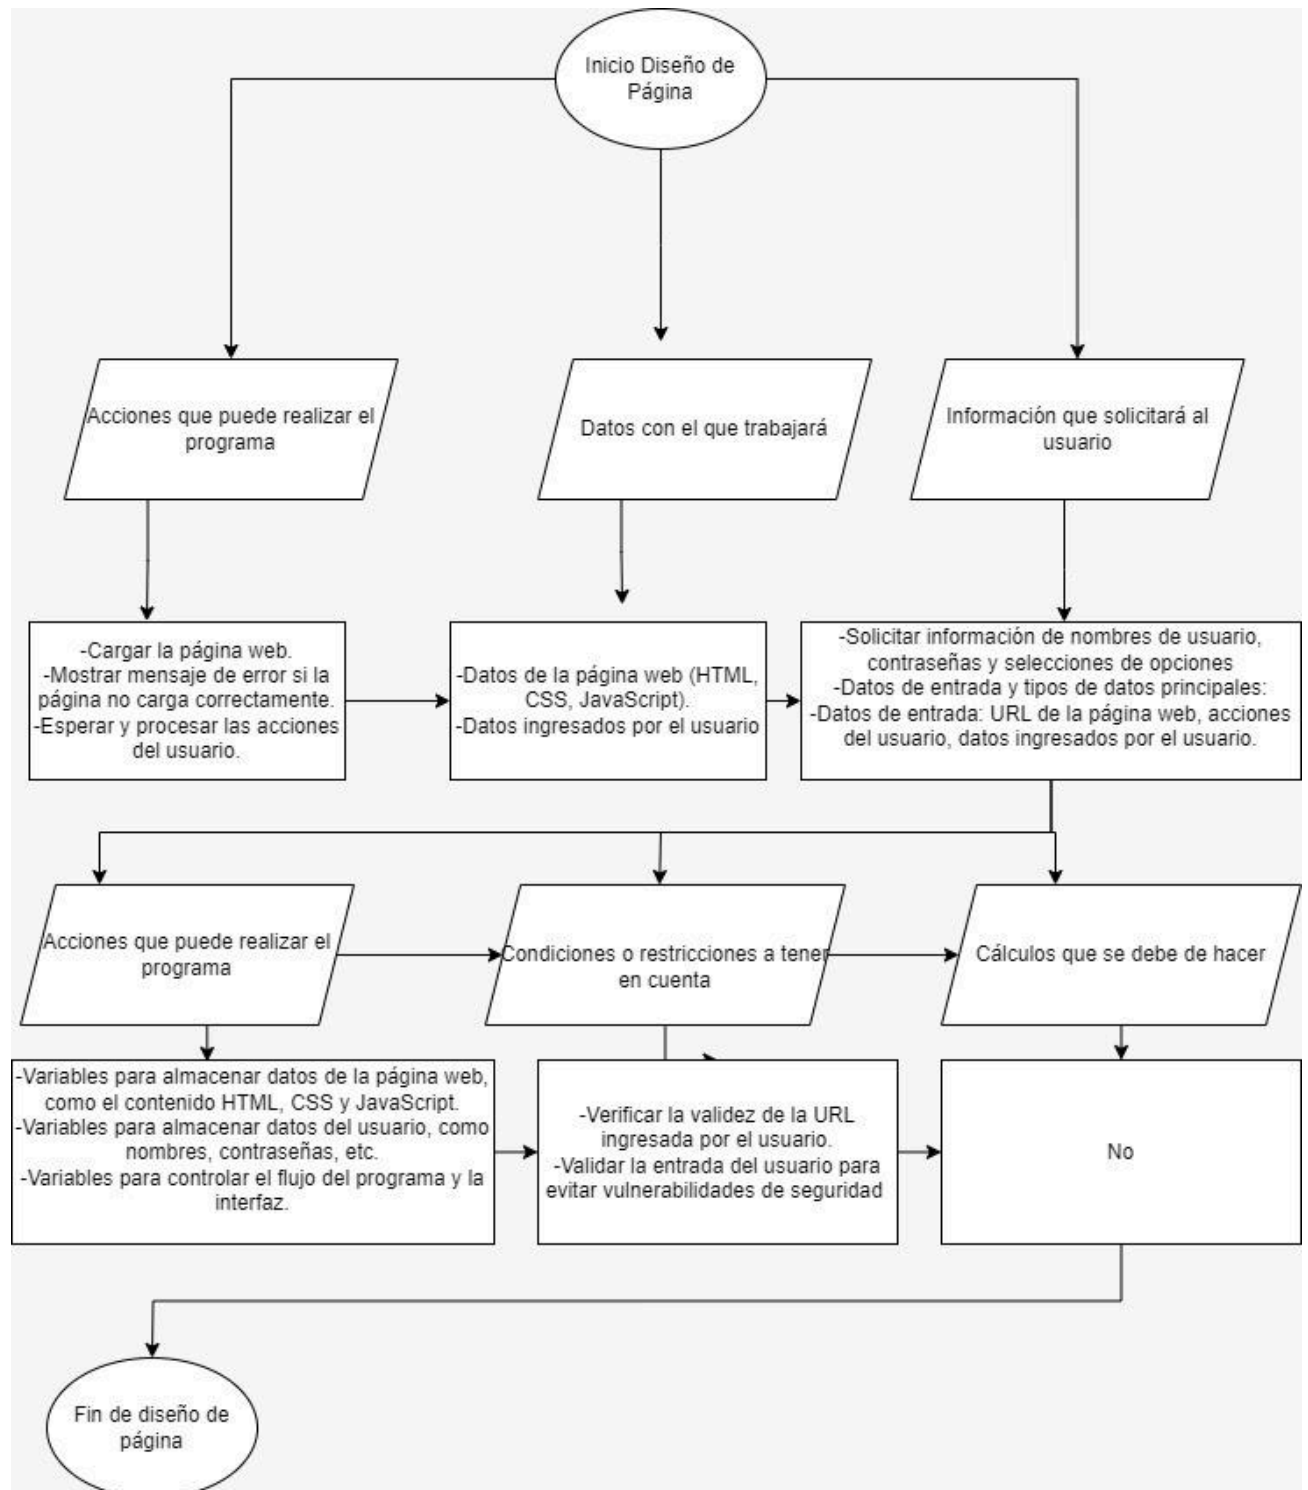 Inicio Diseño de
Página
Acciones que puede realizar el
programa
Datos con el que trabajará
Información que solicitará al
usuario
-Cargar la página web.
-Mostrar mensaje de error si la
página no carga correctamente.
-Esperar y procesar las acciones
del usuario.
-Datos de la página web (HTML,
CSS, JavaScript).
-Datos ingresados por el usuario
-Solicitar información de nombres de usuario,
contraseñas y selecciones de opciones
-Datos de entrada y tipos de datos principales:
-Datos de entrada: URL de la página web, acciones
del usuario, datos ingresados por el usuario.
Acciones que puede realizar el
programa
Condiciones o restricciones a tener
en cuenta
Cálculos que se debe de hacer
-Variables para almacenar datos de la página web,
como el contenido HTML, CSS y JavaScript.
-Variables para almacenar datos del usuario, como
nombres, contraseñas, etc.
-Variables para controlar el flujo del programa y la
interfaz.
-Verificar la validez de la URL
ingresada por el usuario.
-Validar la entrada del usuario para
evitar vulnerabilidades de seguridad
No
Fin de diseño de
página